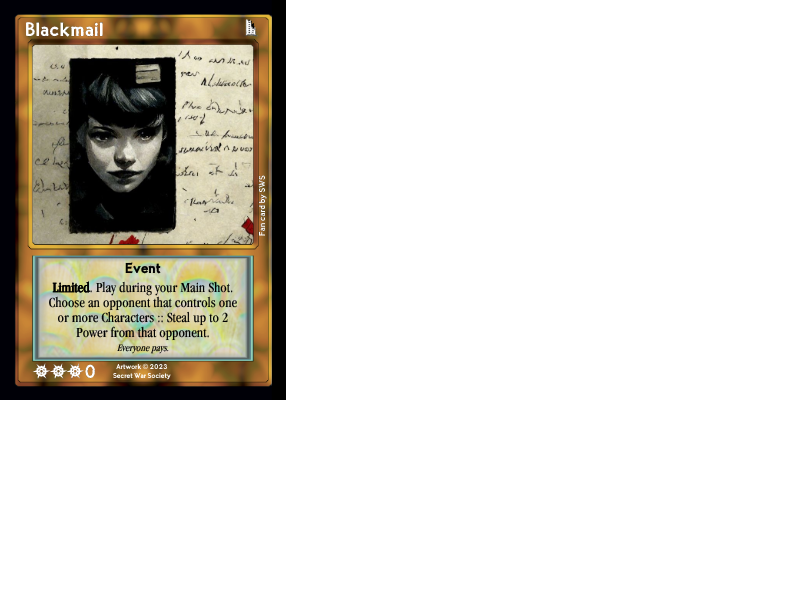 Blackmail
Fan card by SWS
Event
Limited. Play during your Main Shot.
Choose an opponent that controls one
or more Characters :: Steal up to 2
Power from that opponent.
Everyone pays.
0
Artwork © 2023
Secret War Society